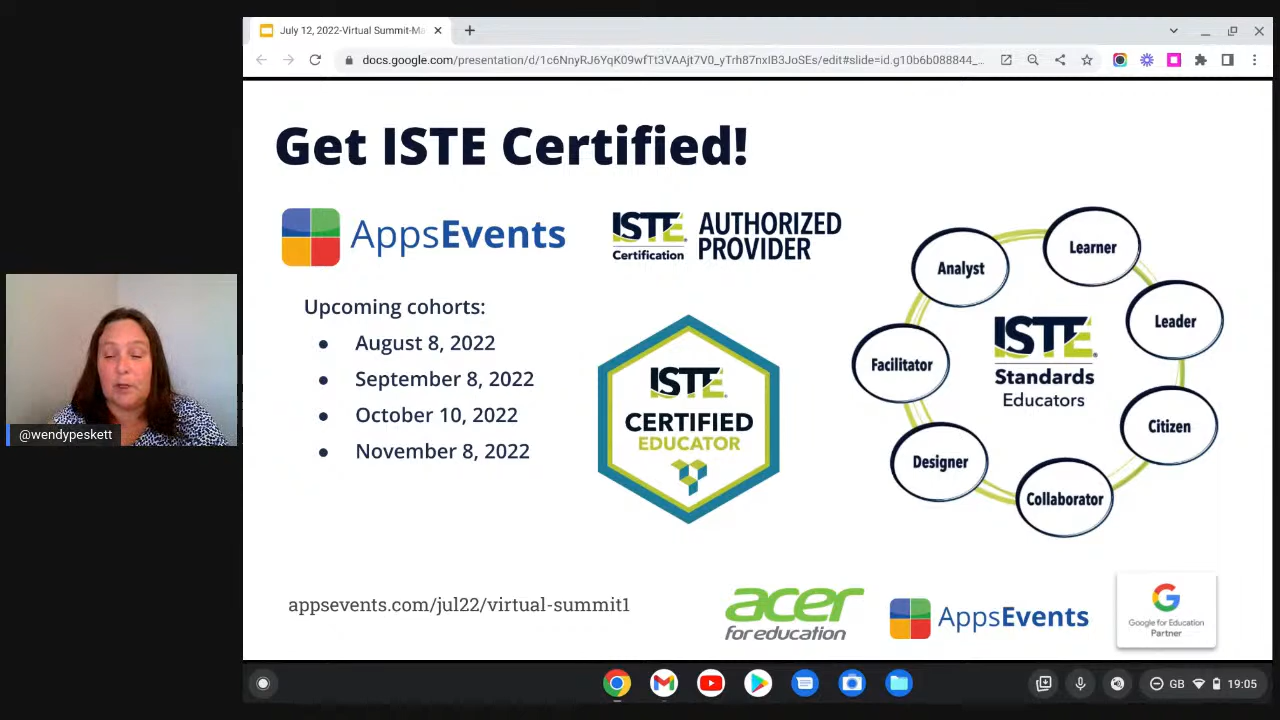 July 12, 2022-Virtual Summit-Ma
docs.google.com/presentation/d/1c6NnyRJ6YqK09wfTt3VAAjt7V0_yTrh87nxIB3JoSEs/edit#slide=id.g10b6b088844_...
Get ISTE Certified!
AppsEvents
ISTE
Certification
AUTHORIZED
PROVIDER
Upcoming cohorts:
● August 8, 2022
● September 8, 2022
● October 10, 2022
● November 8, 2022
ISTE
CERTIFIED
EDUCATOR
Learner
Analyst
Leader
Facilitator
ISTE
Standards
Educators
Citizen
Designer
Collaborator
@wendypeskett
appsevents.com/jul22/virtual-summit1
acer
for education
AppsEvents
Google for Education
Partner
GB 19:05